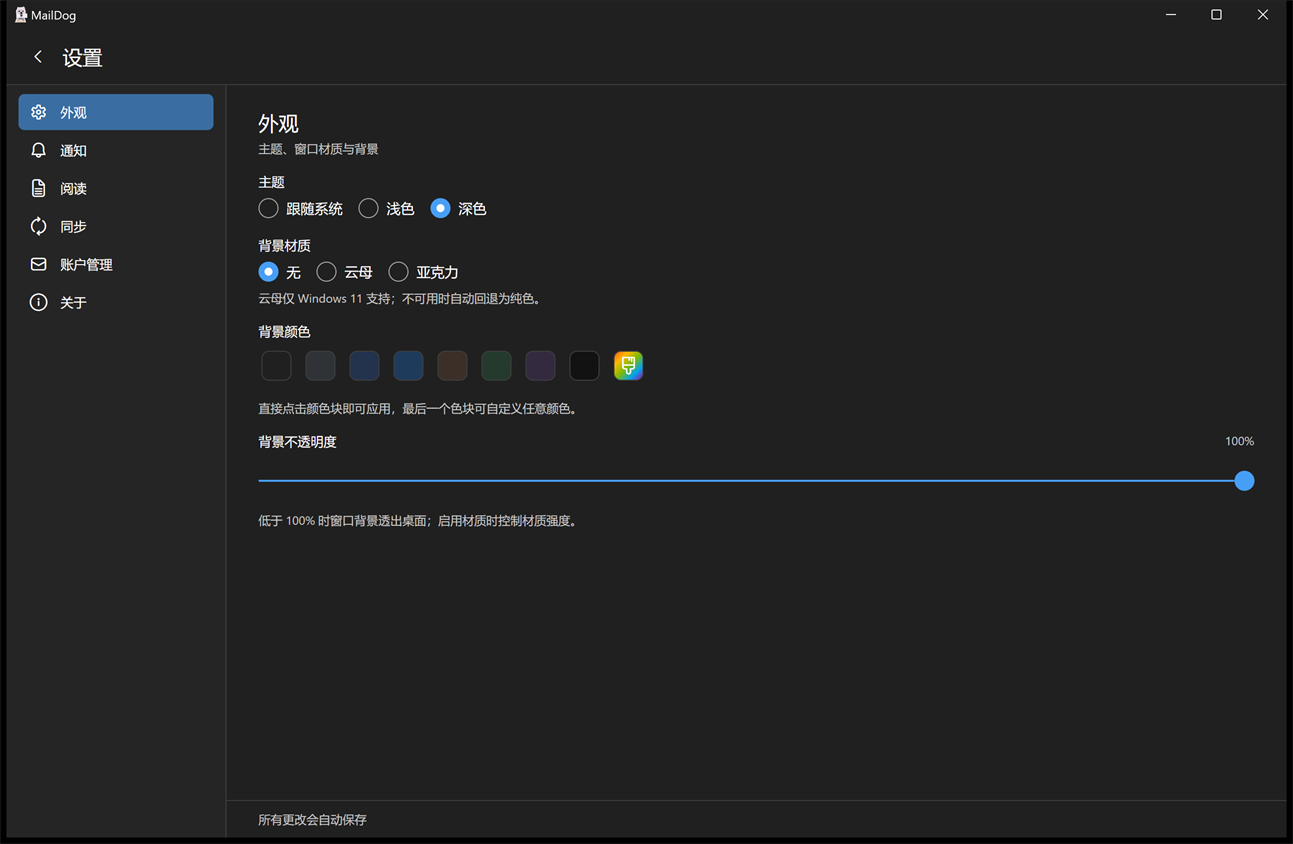 MailDog
设置
外观
通知
阅读
同步
账户管理
关于
外观
主题、窗口材质与背景
主题
跟随系统 浅色 深色
背景材质
无 云母 亚克力
云母仅 Windows 11 支持；不可用时自动回退为纯色。
背景颜色
直接点击颜色块即可应用，最后一个色块可自定义任意颜色。
背景不透明度 100%
低于 100% 时窗口背景透出桌面；启用材质时控制材质强度。
所有更改会自动保存